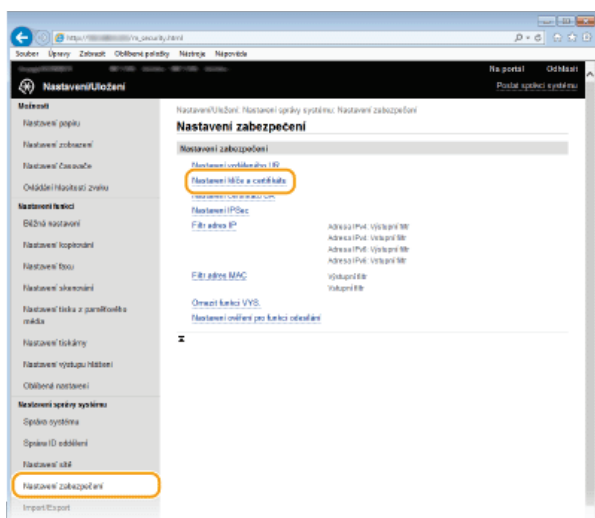 Soubor Úpravy Zobrazit Oblíbené položky Nástroje Nápověda
Na portál Odhlásit
Nastavení/Uložení
Poslat správci systému
Možnosti
Nastavení papíru
Nastavení zobrazení
Nastavení časovače
Ovládání hlasitosti zvuku
Nastavení funkcí
Běžná nastavení
Nastavení kopírování
Nastavení faxu
Nastavení skenování
Nastavení tisku z paměťového
média
Nastavení tiskárny
Nastavení výstupu hlášení
Oblíbená nastavení
Nastavení správy systému
Správa systému
Správa ID oddělení
Nastavení sítě
Nastavení zabezpečení
Import/Export
Nastavení/Uložení: Nastavení správy systému: Nastavení zabezpečení
Nastavení zabezpečení
Nastavení zabezpečení
Nastavení vzdáleného UR
Nastavení klíče a certifikátu
Nastavení certifikátu CA
Nastavení IPSec
Filtr adres IP
Adresa IPv4: Výstupní filtr
Adresa IPv4: Vstupní filtr
Adresa IPv6: Výstupní filtr
Adresa IPv6: Vstupní filtr
Filtr adres MAC
Výstupní filtr
Vstupní filtr
Omezit funkci VYS.
Nastavení ověření pro funkci odesílání